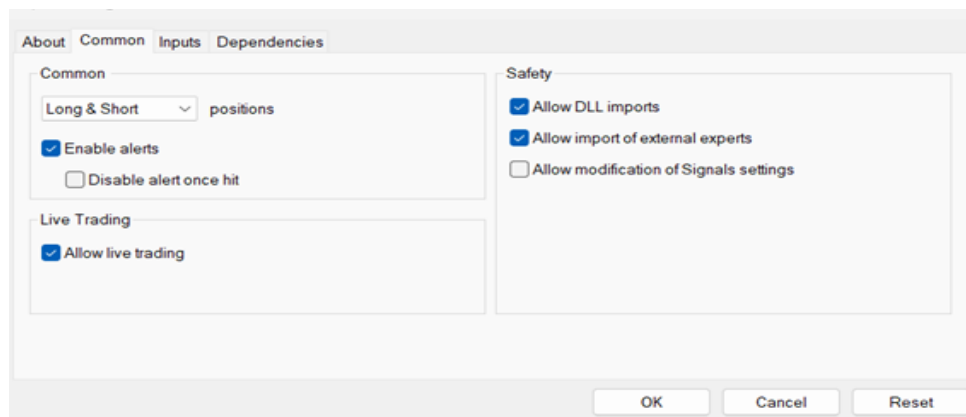 About Common Inputs Dependencies
Common
Long & Short positions
Enable alerts
Disable alert once hit
Live Trading
Allow live trading
Safety
Allow DLL imports
Allow import of external experts
Allow modification of Signals settings
OK Cancel Reset